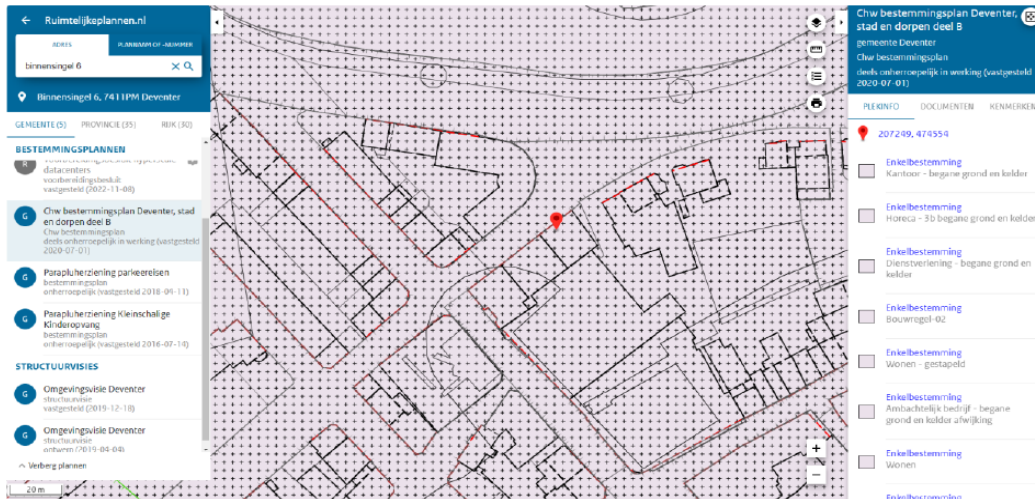 Ruimtelijkeplannen.nl
ADRES
PLANNAAM OF -NUMMER
binnensingel 6
Binnensingel 6, 7411PM Deventer
GEMEENTE (5)
PROVINCIE (35)
RIJK (30)
BESTEMMINGSPLANNEN
datacenters
voorbereidingsbesluit
vastgesteld (2022-11-08)
Chw bestemmingsplan Deventer, stad
en dorpen deel B
Chw bestemmingsplan
deels onherroepelijk in werking (vastgesteld
2020-07-01)
Parapluherziening parkeereisen
bestemmingsplan
onherroepelijk (vastgesteld 2018-04-11)
Parapluherziening Kleinschalige
Kinderopvang
bestemmingsplan
onherroepelijk (vastgesteld 2016-07-14)
STRUCTUURVISIES
Omgevingsvisie Deventer
structuurvisie
vastgesteld (2019-12-18)
Omgevingsvisie Deventer
structuurvisie
ontwerp (2019-04-04)
Verberg plannen
20 m
Chw bestemmingsplan Deventer,
stad en dorpen deel B
gemeente Deventer
Chw bestemmingsplan
deels onherroepelijk in werking (vastgesteld
2020-07-01)
PLEKINFO
DOCUMENTEN
KENMERKEN
207249, 474554
Enkelbestemming
Kantoor - begane grond en kelder
Enkelbestemming
Horeca - 3b begane grond en kelder
Enkelbestemming
Dienstverlening - begane grond en
kelder
Enkelbestemming
Bouwregel-02
Enkelbestemming
Wonen - gestapeld
Enkelbestemming
Ambachtelijk bedrijf - begane
grond en kelder afwijking
Enkelbestemming
Wonen
Enkelbestemming